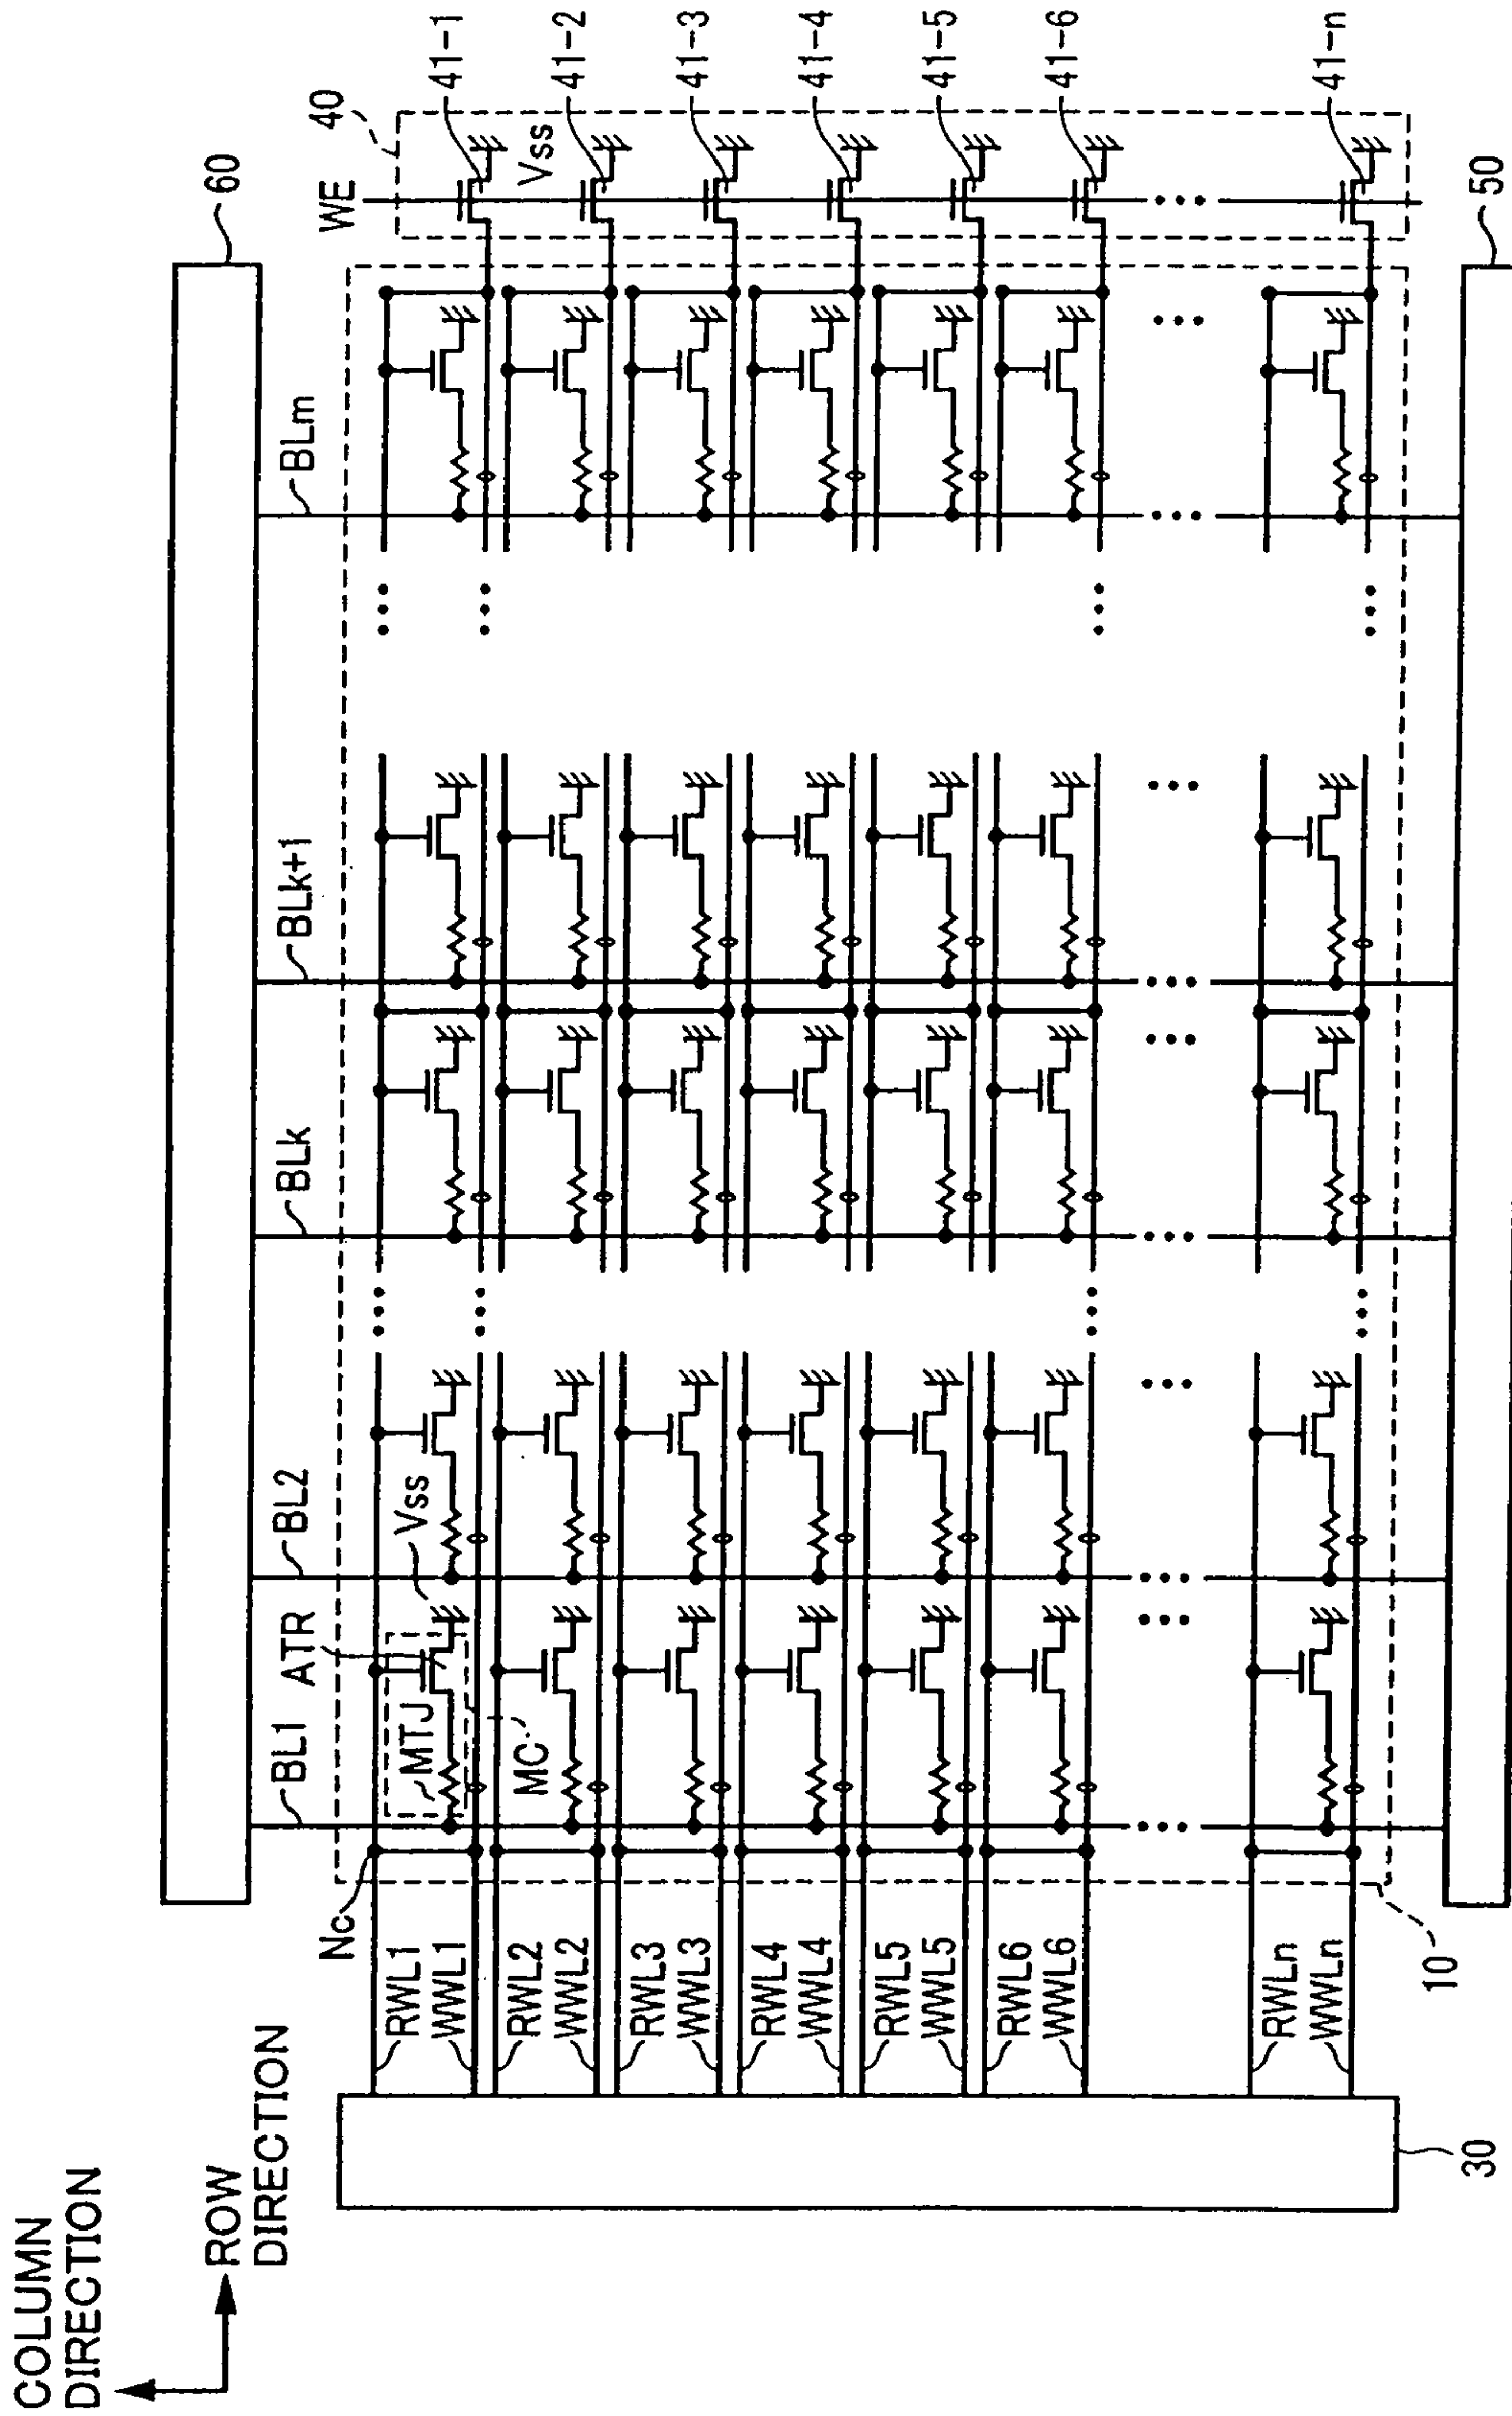 COLUMN
DIRECTION
ROW
DIRECTION
60
40
WE
41-1
41-2
41-3
41-4
41-5
41-6
41-n
Vss
BL1
ATR
BL2
BLk
BLk+1
BLm
Vss
MTJ
MC
Nc
RWL1
WWL1
RWL2
WWL2
RWL3
WWL3
RWL4
WWL4
RWL5
WWL5
RWL6
WWL6
RWLn
WWLn
10
30
50